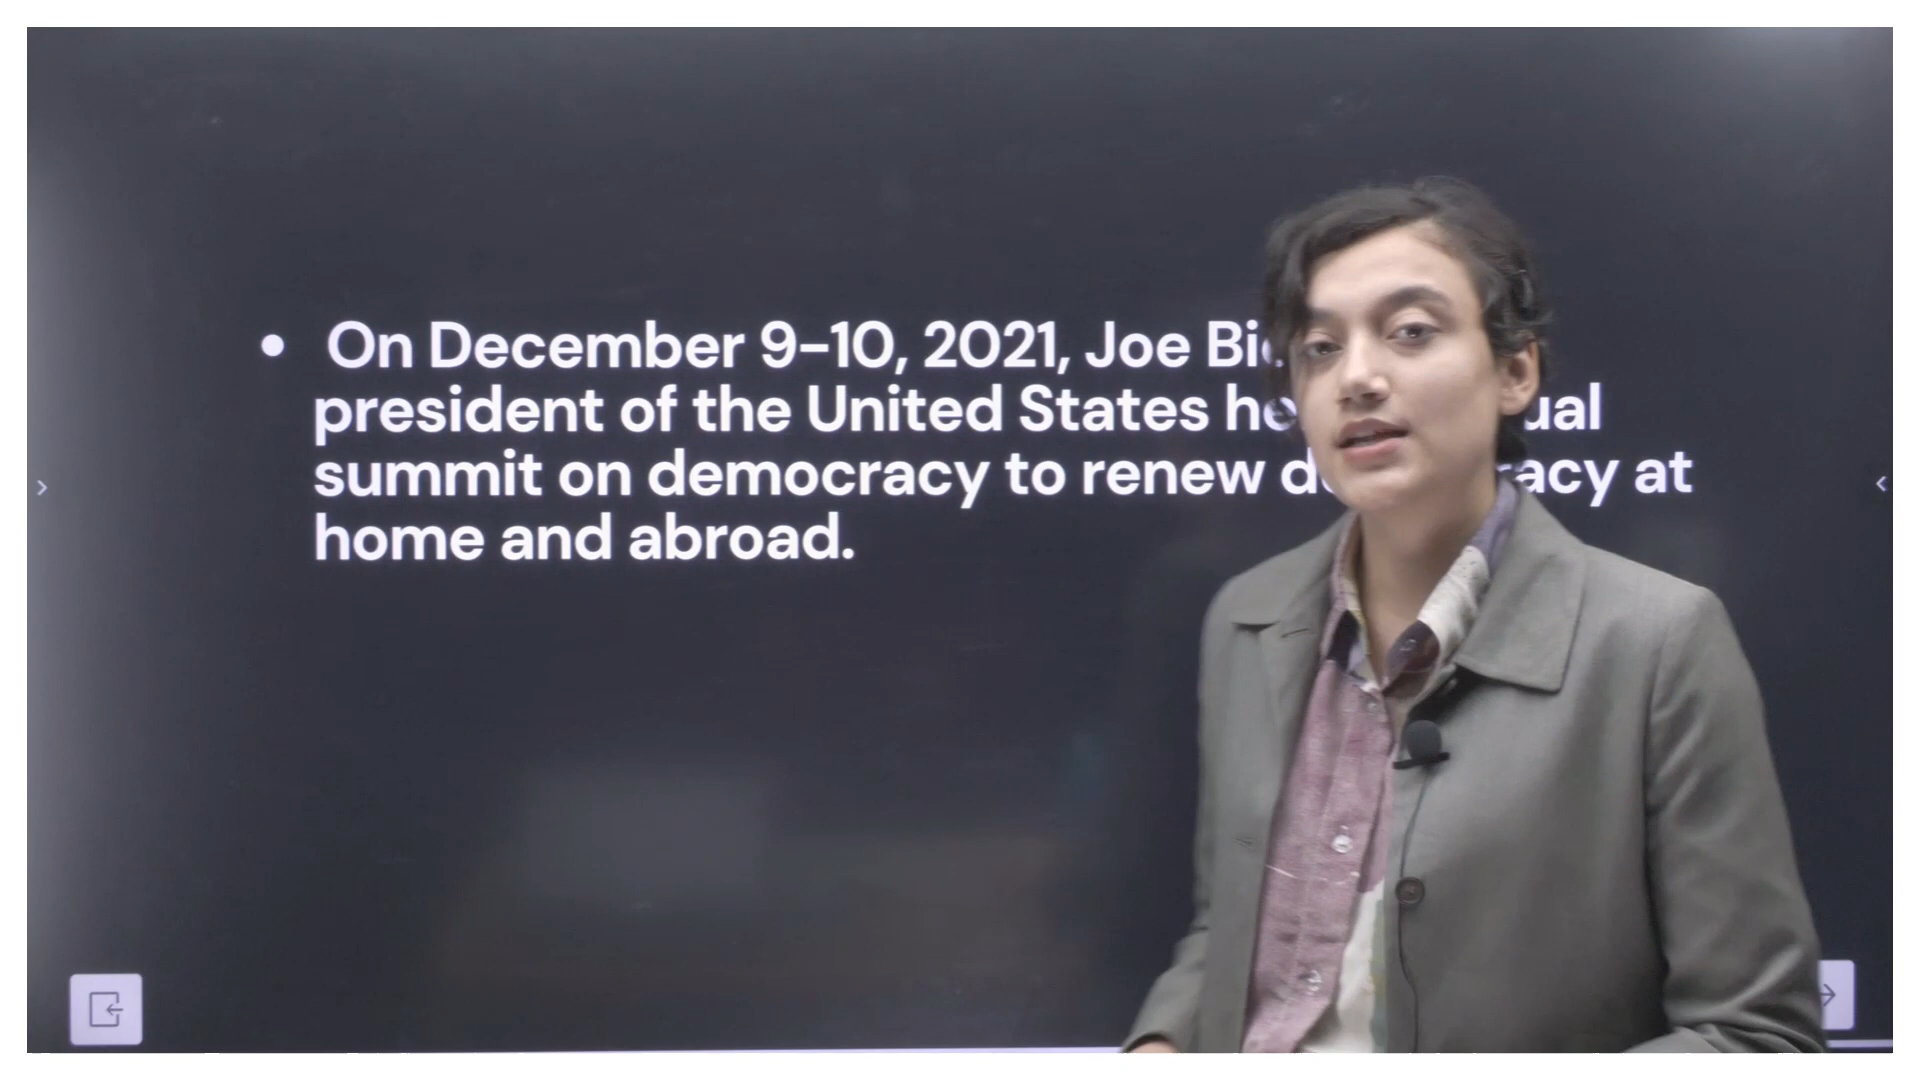 • On December 9–10, 2021, Joe
president of the United States
summit on democracy to renew at
home and abroad.